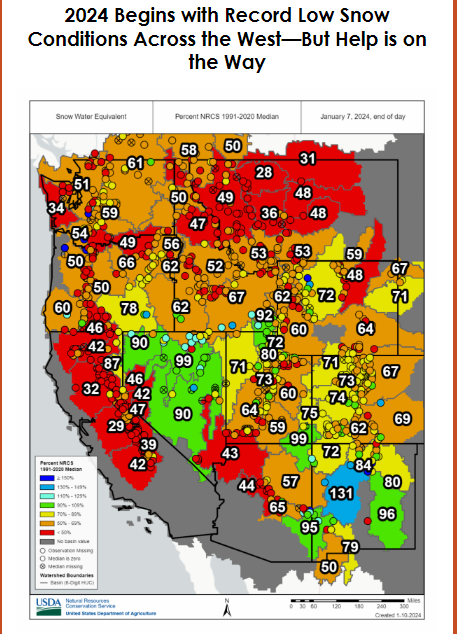 2024 Begins with Record Low Snow
Conditions Across the West—But Help is on
the Way
Snow Water Equivalent
Percent NRCS 1991-2020 Median
January 7, 2024, end of day
58 50
61 31
28
51 50 49 48
34 59 36 48
47
54 49 56
50 66 62 52 53 53 59
48 67
50 67 62 72 71
60 78 62
92 60 64
46 90 72
42 99 80 71
87 71 73 67
32 46 73 74
42 60
47 90 64 75 69
29 59 62
39 99
43 72
42 84
44 57 80
131
65 96
95
79
50
Percent NRCS
1991-2020 Median
≥ 150%
130% - 149%
110% - 129%
90% - 109%
70% - 89%
50% - 69%
< 50%
No basin value
Observation Missing
Median is zero
Median missing
Watershed Boundaries
Basin (6-Digit HUC)
USDA
Natural Resources
Conservation Service
United States Department of Agriculture
N
Miles
0 30 60 120 180 240 300
Created 1-10-2024